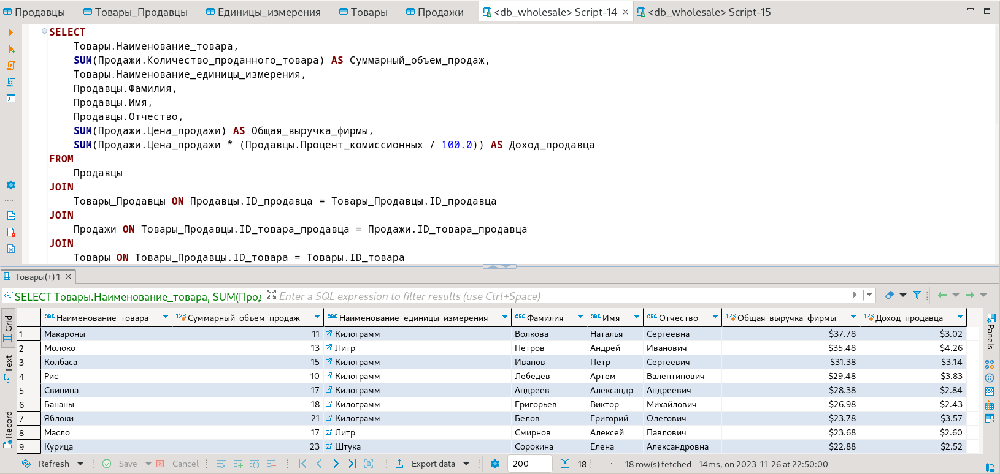 Продавцы Товары_Продавцы Единицы_измерения Товары Продажи <db_wholesale> Script-14 <db_wholesale> Script-15
SELECT
Товары.Наименование_товара,
SUM(Продажи.Количество_проданного_товара) AS Суммарный_объем_продаж,
Товары.Наименование_единицы_измерения,
Продавцы.Фамилия,
Продавцы.Имя,
Продавцы.Отчество,
SUM(Продажи.Цена_продажи) AS Общая_выручка_фирмы,
SUM(Продажи.Цена_продажи * (Продавцы.Процент_комиссионных / 100.0)) AS Доход_продавца
FROM
Продавцы
JOIN
Товары_Продавцы ON Продавцы.ID_продавца = Товары_Продавцы.ID_продавца
JOIN
Продажи ON Товары_Продавцы.ID_товара_продавца = Продажи.ID_товара_продавца
JOIN
Товары ON Товары_Продавцы.ID_товара = Товары.ID_товара
Товары(+) 1
SELECT Товары.Наименование_товара, SUM(Прод Enter a SQL expression to filter results (use Ctrl+Space)
Grid
Text
Record
ABC Наименование_товара 123 Суммарный_объем_продаж ABC Наименование_единицы_измерения ABC Фамилия ABC Имя ABC Отчество 123 Общая_выручка_фирмы 123 Доход_продавца
1 Макароны 11 Килограмм Волкова Наталья Сергеевна $37.78 $3.02
2 Молоко 13 Литр Петров Андрей Иванович $35.48 $4.26
3 Колбаса 15 Килограмм Иванов Петр Сергеевич $31.38 $3.14
4 Рис 10 Килограмм Лебедев Артем Валентинович $29.48 $3.83
5 Свинина 17 Килограмм Андреев Александр Андреевич $28.38 $2.84
6 Бананы 18 Килограмм Григорьев Виктор Михайлович $26.98 $2.43
7 Яблоки 21 Килограмм Белов Григорий Олегович $23.78 $3.57
8 Масло 17 Литр Смирнов Алексей Павлович $23.68 $2.60
9 Курица 23 Штука Сорокина Елена Александровна $22.88 $2.52
Panels
Refresh Save Cancel Export data 200 18 18 row(s) fetched - 14ms, on 2023-11-26 at 22:50:00